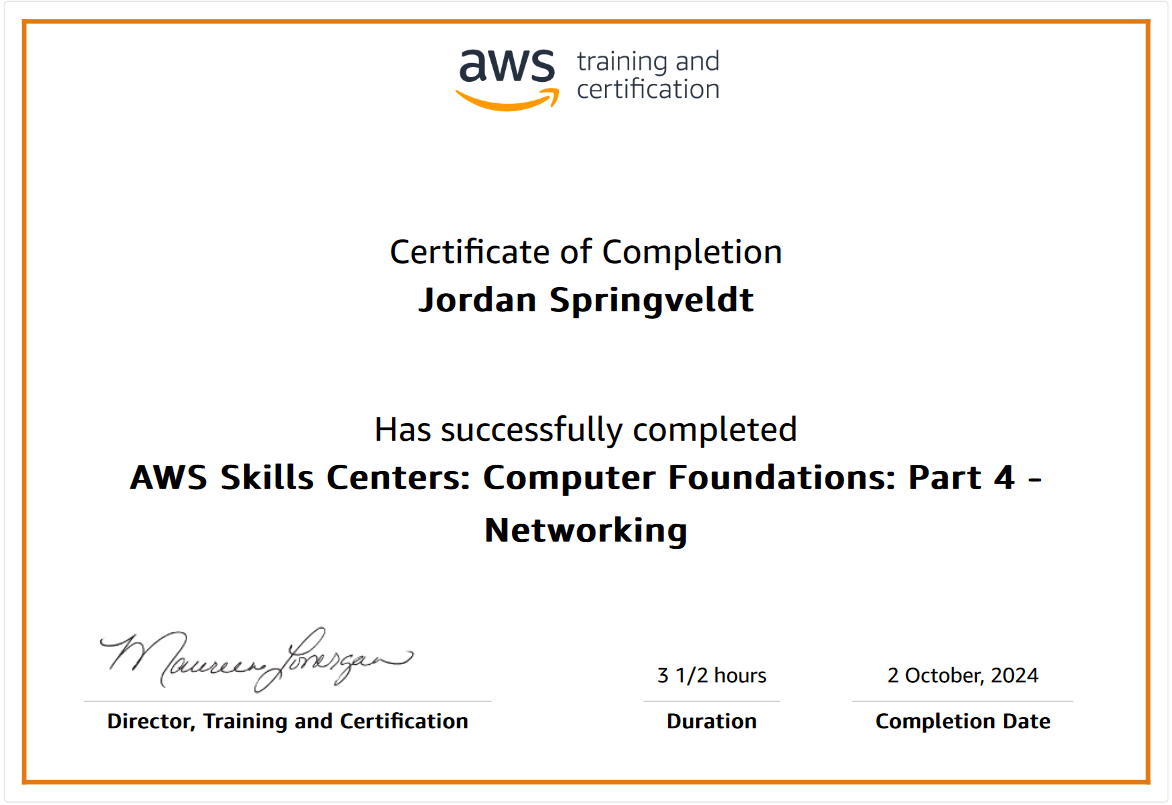 aws training and
certification
Certificate of Completion
Jordan Springveldt
Has successfully completed
AWS Skills Centers: Computer Foundations: Part 4 -
Networking
Maureen Lonergan
3 1/2 hours
2 October, 2024
Director, Training and Certification
Duration
Completion Date